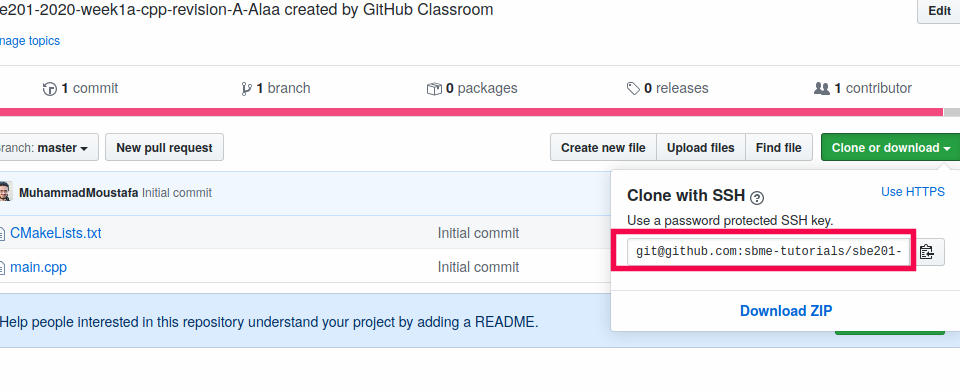 e201-2020-week1a-cpp-revision-A-Alaa created by GitHub Classroom
Edit
nage topics
1 commit
1 branch
0 packages
0 releases
1 contributor
Branch: master
New pull request
Create new file
Upload files
Find file
Clone or download
MuhammadMoustafa Initial commit
CMakeLists.txt
Initial commit
main.cpp
Initial commit
Help people interested in this repository understand your project by adding a README.
Clone with SSH ?
Use HTTPS
Use a password protected SSH key.
git@github.com:sbme-tutorials/sbe201-
Download ZIP